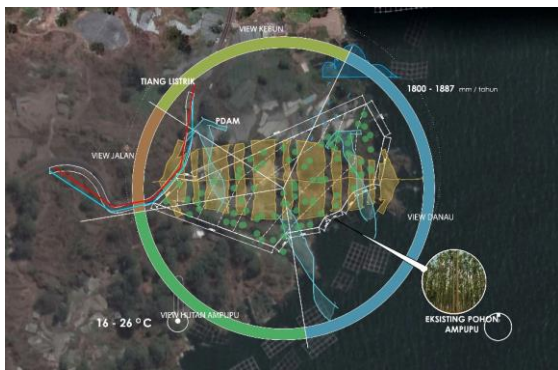 VIEW KEBUN
TIANG LISTRIK
1800 - 1887 mm / tahun
PDAM
VIEW JALAN
VIEW DANAU
VIEW HUTAN AMPUPU
16 - 26 °C
EKSISTING POHON
AMPUPU